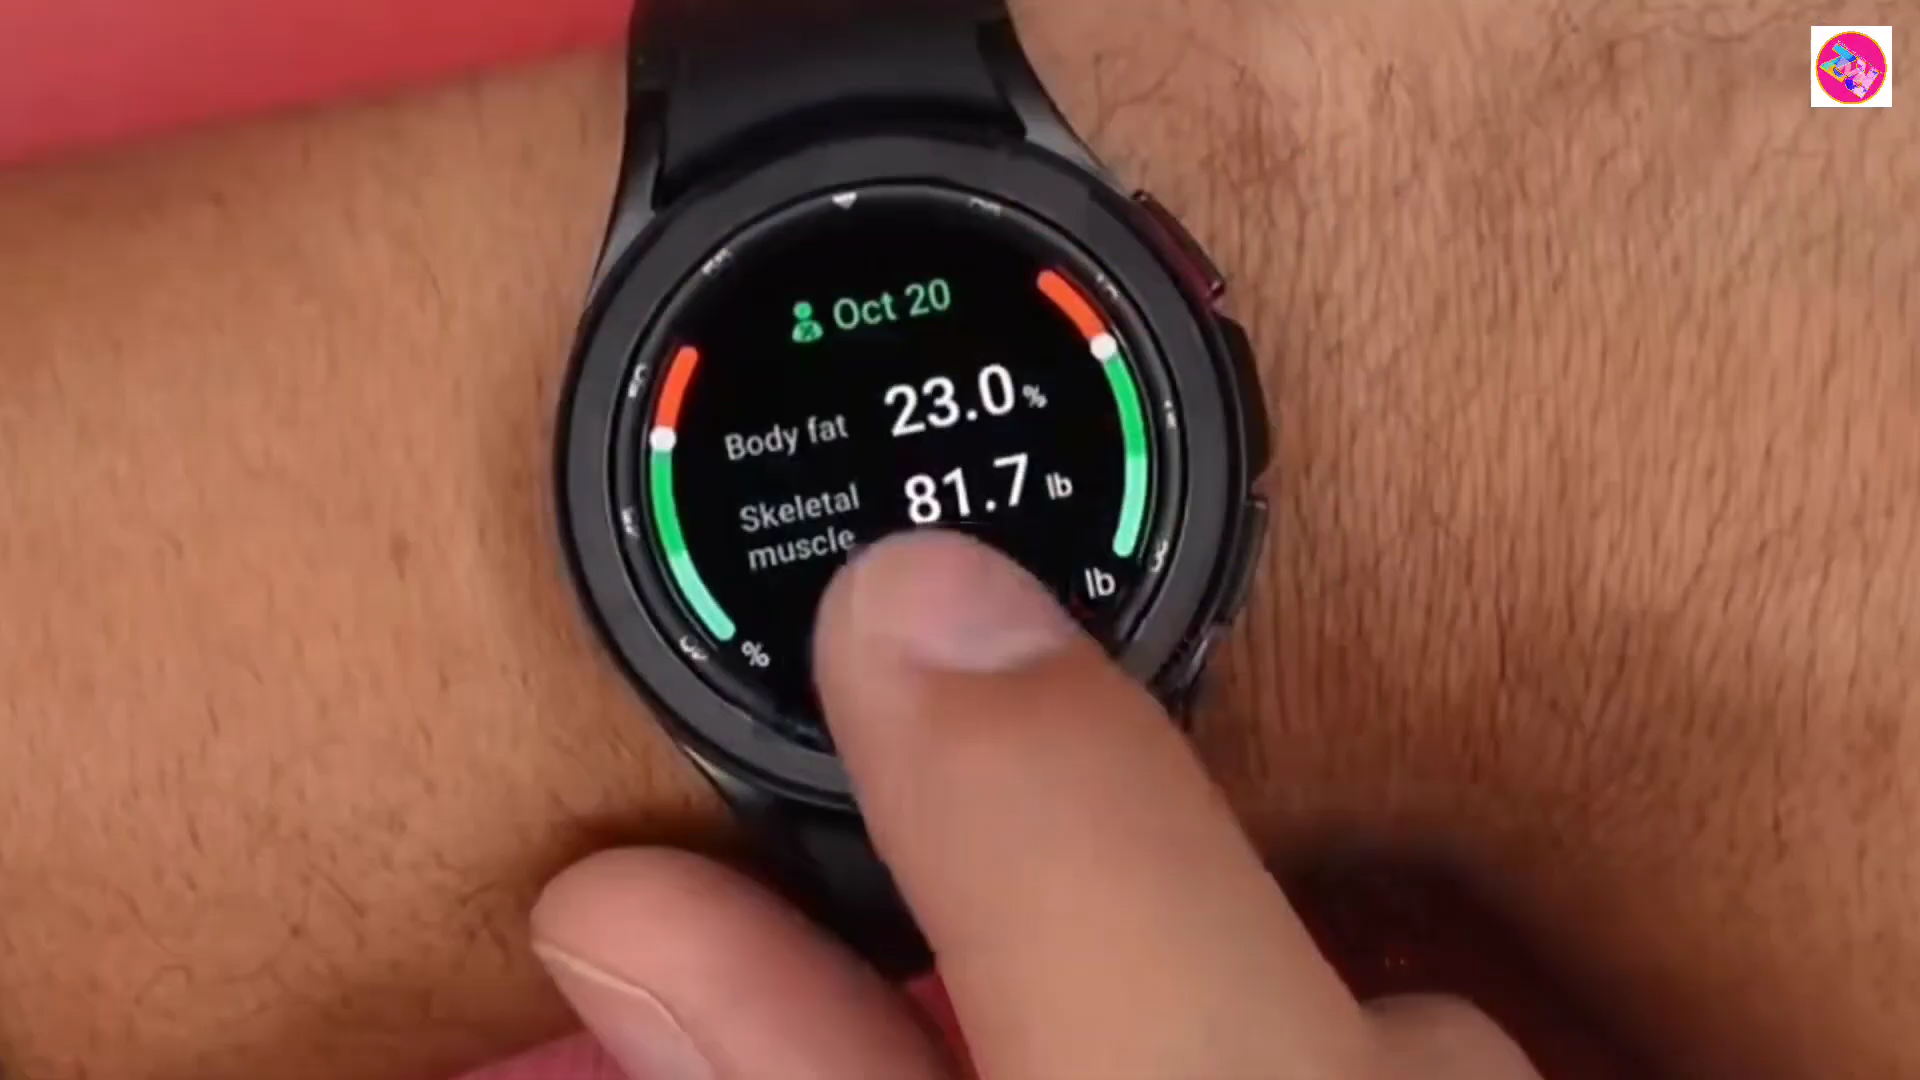 Oct 20
Body fat 23.0 %
Skeletal muscle 81.7 lb
lb
%